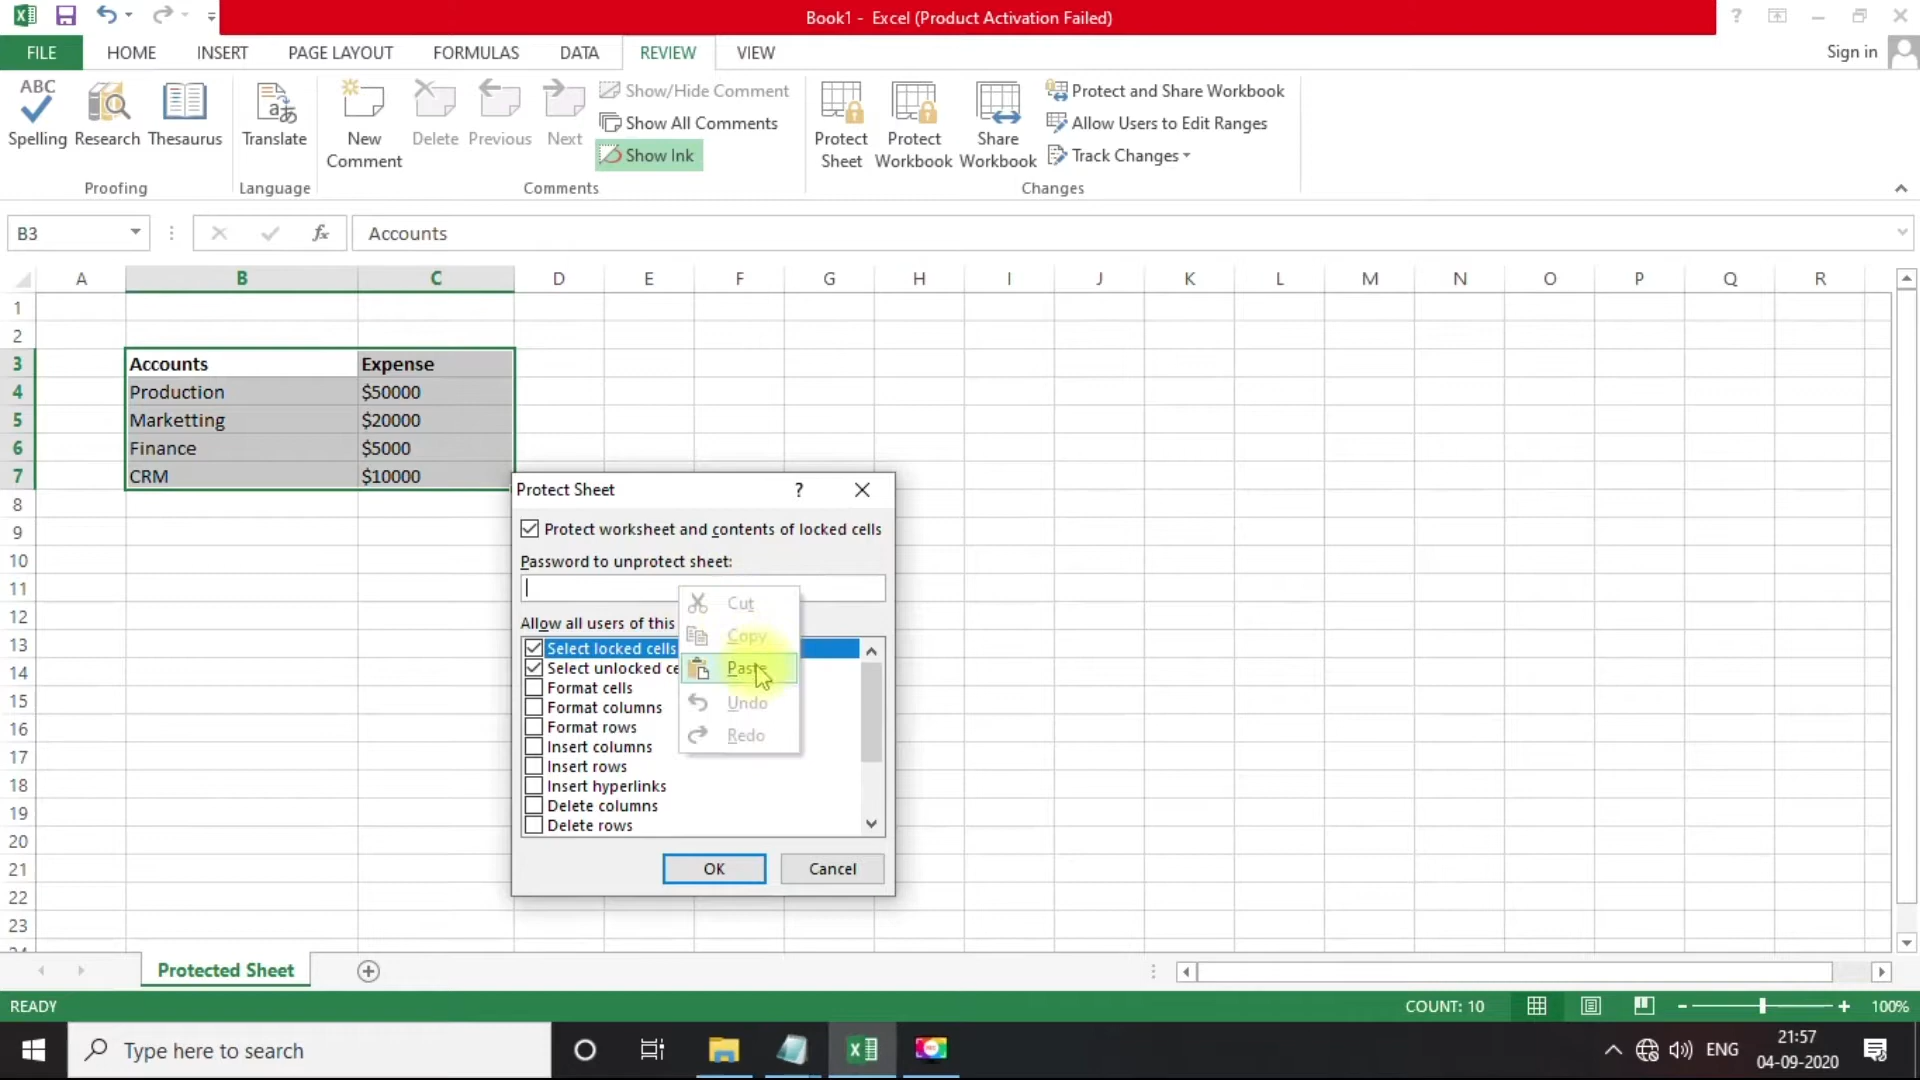 Book1 - Excel (Product Activation Failed)
FILE HOME INSERT PAGE LAYOUT FORMULAS DATA REVIEW VIEW Sign in
ABC
Spelling Research Thesaurus
Translate
New Comment
Delete Previous Next
Show/Hide Comment
Show All Comments
Show Ink
Protect Sheet
Protect Workbook
Share Workbook
Protect and Share Workbook
Allow Users to Edit Ranges
Track Changes
Proofing Language Comments Changes
B3 fx Accounts
A B C D E F G H I J K L M N O P Q R
1
2
3 Accounts Expense
4 Production $50000
5 Marketting $20000
6 Finance $5000
7 CRM $10000
8
9
10
11
12
13
14
15
16
17
18
19
20
21
22
23
24
Protect Sheet ?
Protect worksheet and contents of locked cells
Password to unprotect sheet:
Allow all users of this
Select locked cells
Select unlocked ce
Format cells
Format columns
Format rows
Insert columns
Insert rows
Insert hyperlinks
Delete columns
Delete rows
OK Cancel
Cut
Copy
Paste
Undo
Redo
Protected Sheet
READY COUNT: 10 100%
Type here to search
ENG
21:57
04-09-2020